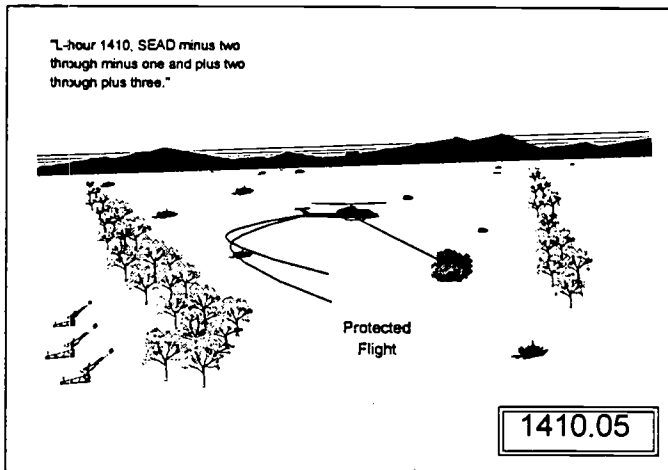 "L-hour 1410, SEAD minus two
through minus one and plus two
through plus three."
Protected
Flight
1410.05